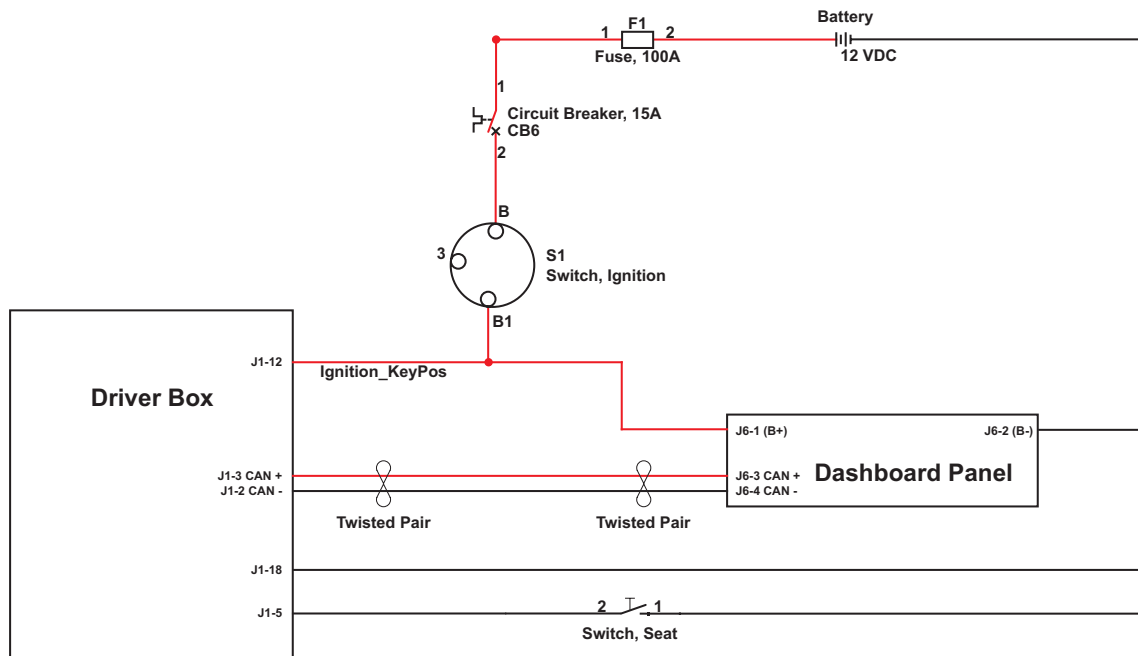 Battery
F1
1
2
Fuse, 100A
12 VDC
1
Circuit Breaker, 15A
CB6
2
B
3
S1
Switch, Ignition
B1
J1-12
Ignition_KeyPos
Driver Box
J6-1 (B+)
J6-2 (B-)
J1-3 CAN +
J6-3 CAN +
Dashboard Panel
J1-2 CAN -
J6-4 CAN -
Twisted Pair
Twisted Pair
J1-18
J1-5
2
1
Switch, Seat